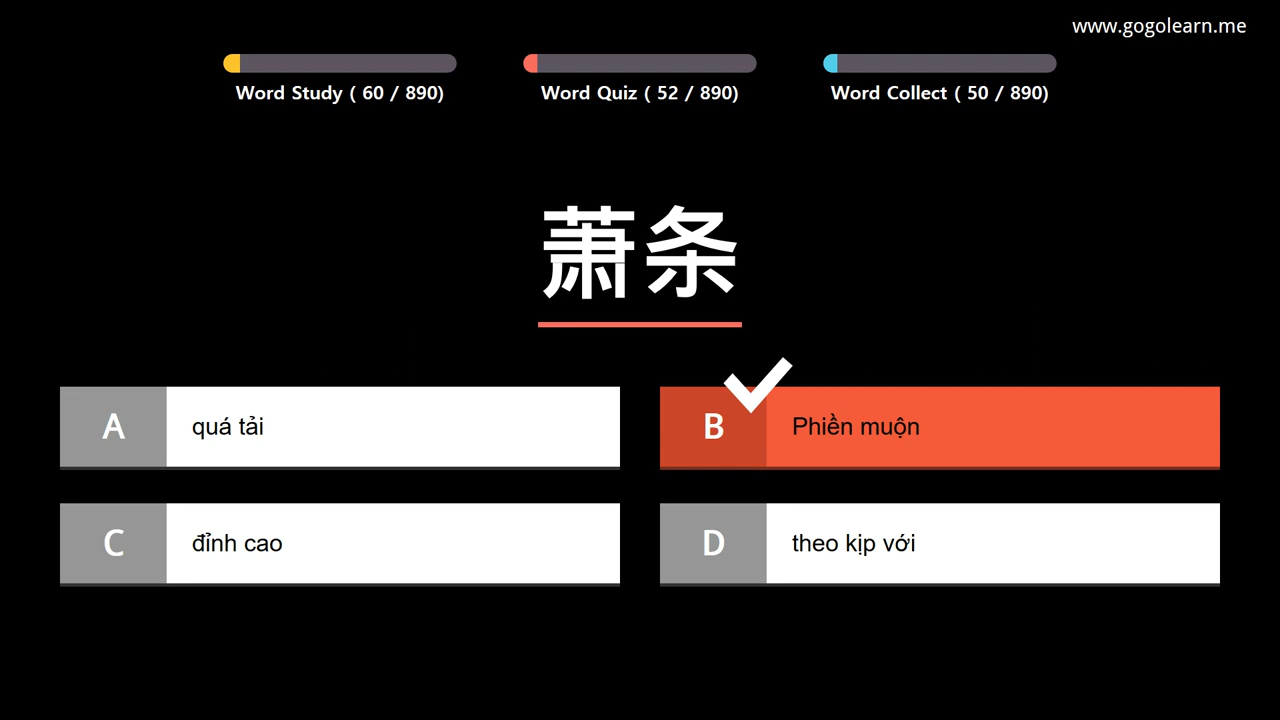 www.gogolearn.me
Word Study ( 60 / 890)
Word Quiz ( 52 / 890)
Word Collect ( 50 / 890)
萧条
A
quá tải
B
Phiền muộn
C
đỉnh cao
D
theo kịp với